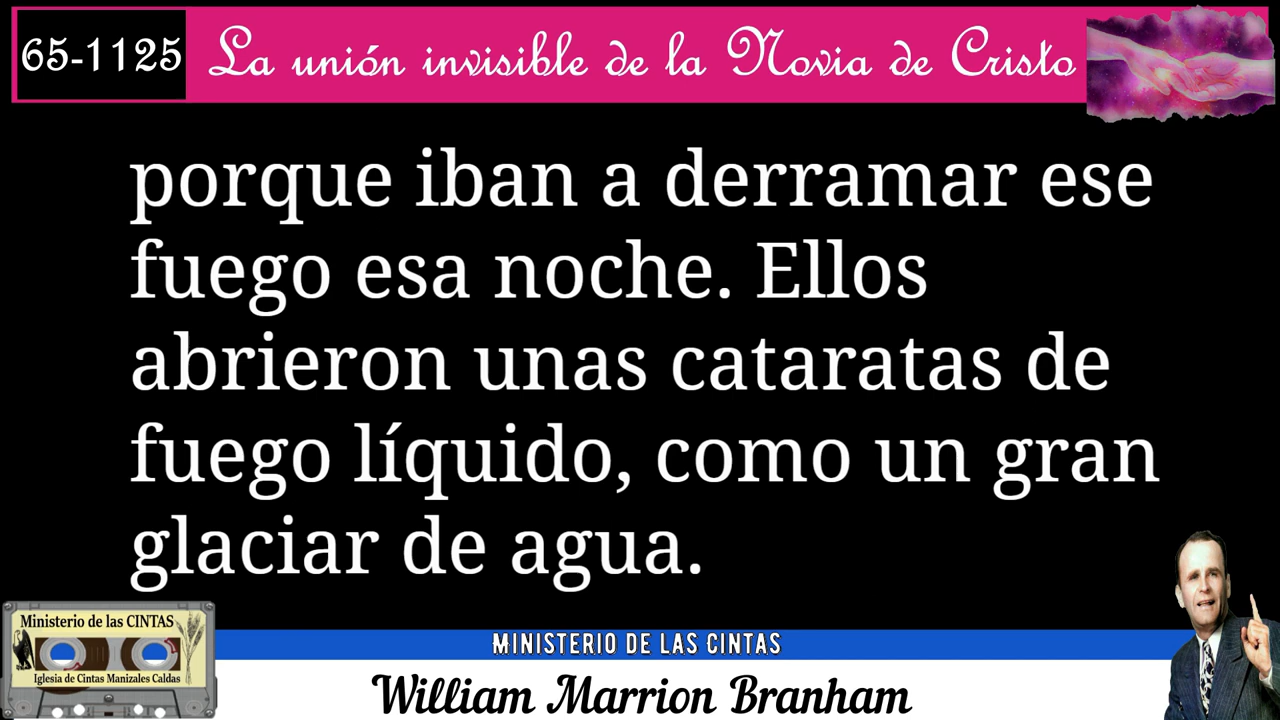 65-1125 La unión invisible de la Novia de Cristo
porque iban a derramar ese
fuego esa noche. Ellos
abrieron unas cataratas de
fuego líquido, como un gran
glaciar de agua.
Ministerio de las CINTAS
Iglesia de Cintas Manizales Caldas
MINISTERIO DE LAS CINTAS
William Marrion Branham